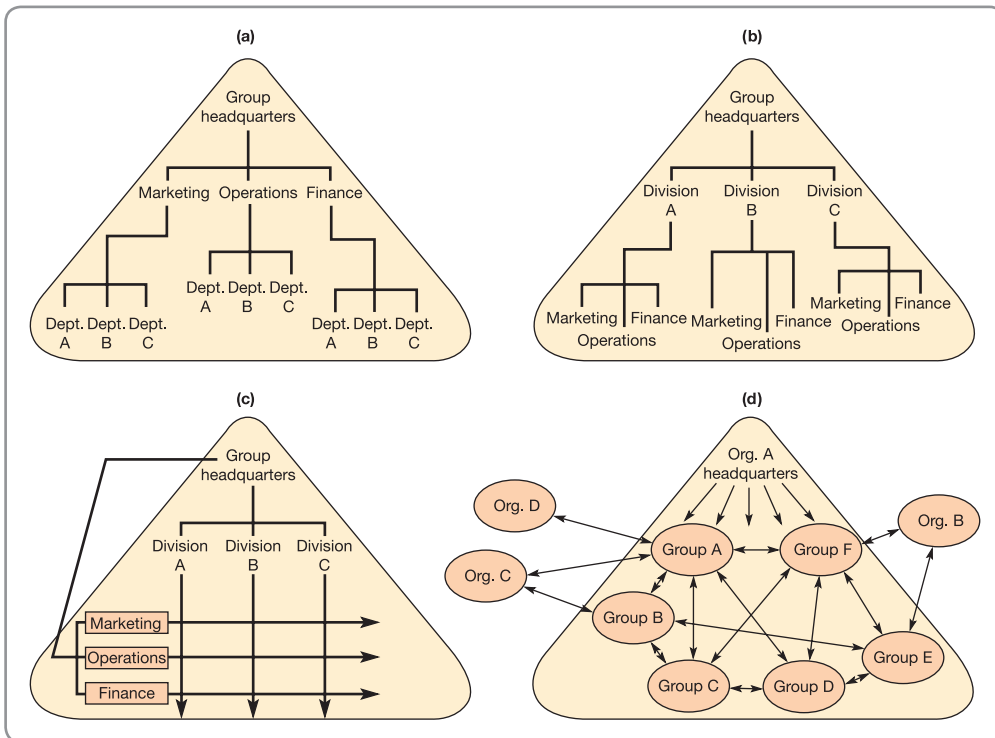 (a)
Group
headquarters
Marketing Operations Finance
Dept. Dept. Dept.
A B C
Dept. Dept. Dept.
A B C
Dept. Dept. Dept.
A B C
(b)
Group
headquarters
Division Division Division
A B C
Marketing Finance
Operations
Marketing Finance
Operations
Marketing Finance
Operations
(c)
Group
headquarters
Division Division Division
A B C
Marketing
Operations
Finance
(d)
Org. A
headquarters
Org. D
Org. B
Group A
Group F
Org. C
Group B
Group E
Group C
Group D